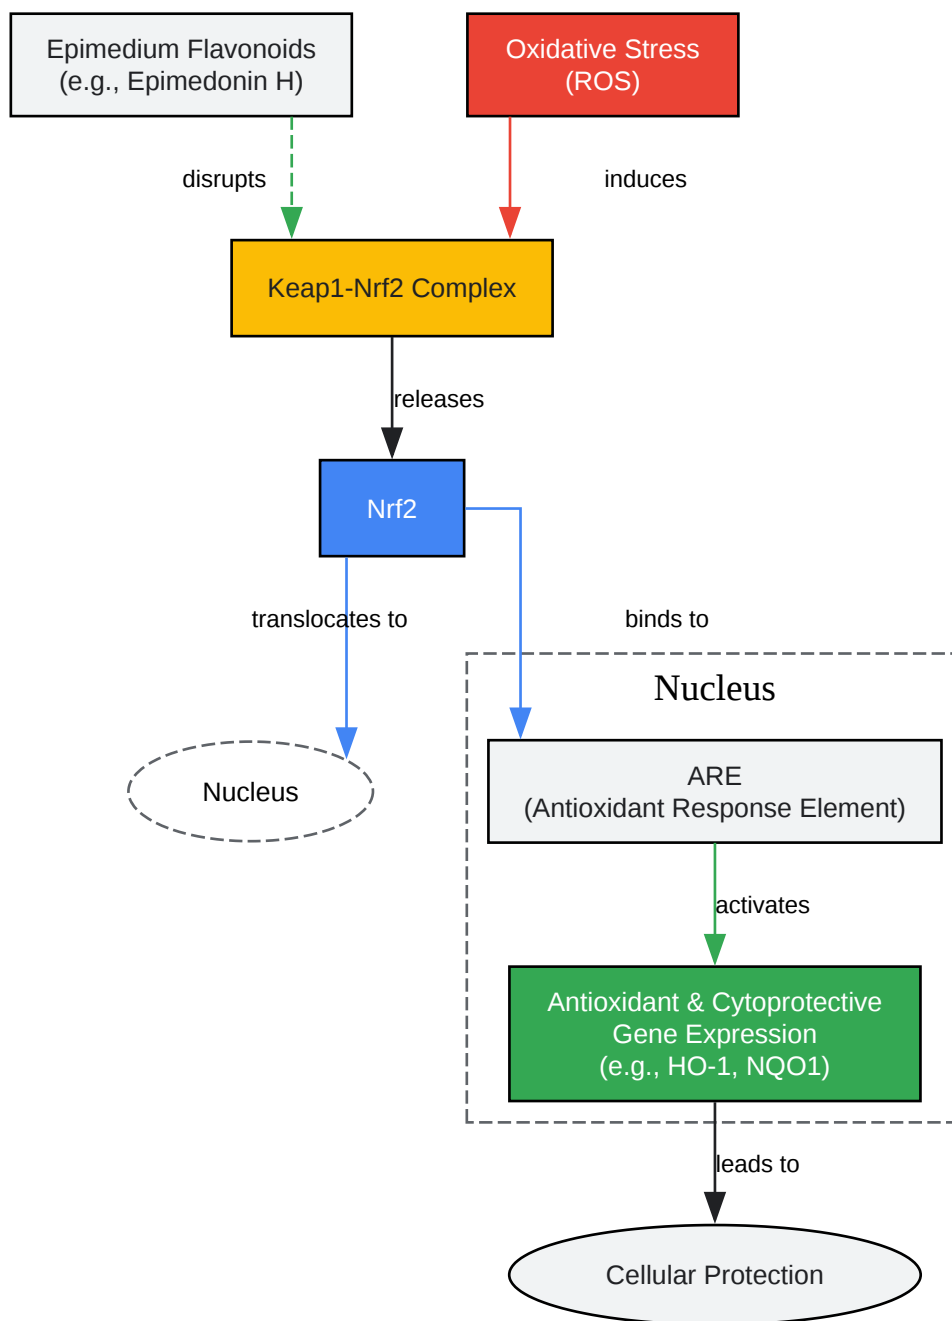 Epimedium Flavonoids
(e.g., Epimedonin H)
Oxidative Stress
(ROS)
disrupts
induces
Keap1-Nrf2 Complex
releases
Nrf2
translocates to
binds to
Nucleus
Nucleus
ARE
(Antioxidant Response Element)
activates
Antioxidant & Cytoprotective
Gene Expression
(e.g., HO-1, NQO1)
leads to
Cellular Protection